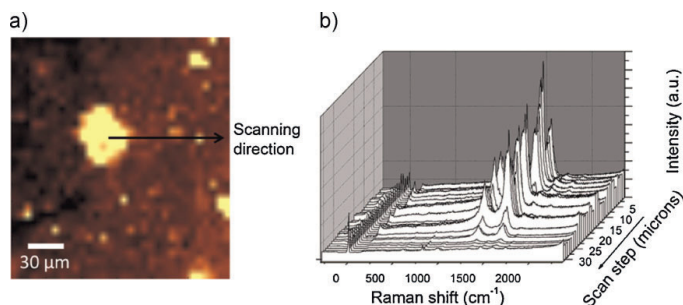 a)
b)
Scanning
direction
30 µm
Intensity (a.u.)
5
10
15
20
25
30
Scan step (microns)
0 500 1000 1500 2000
Raman shift (cm-1)